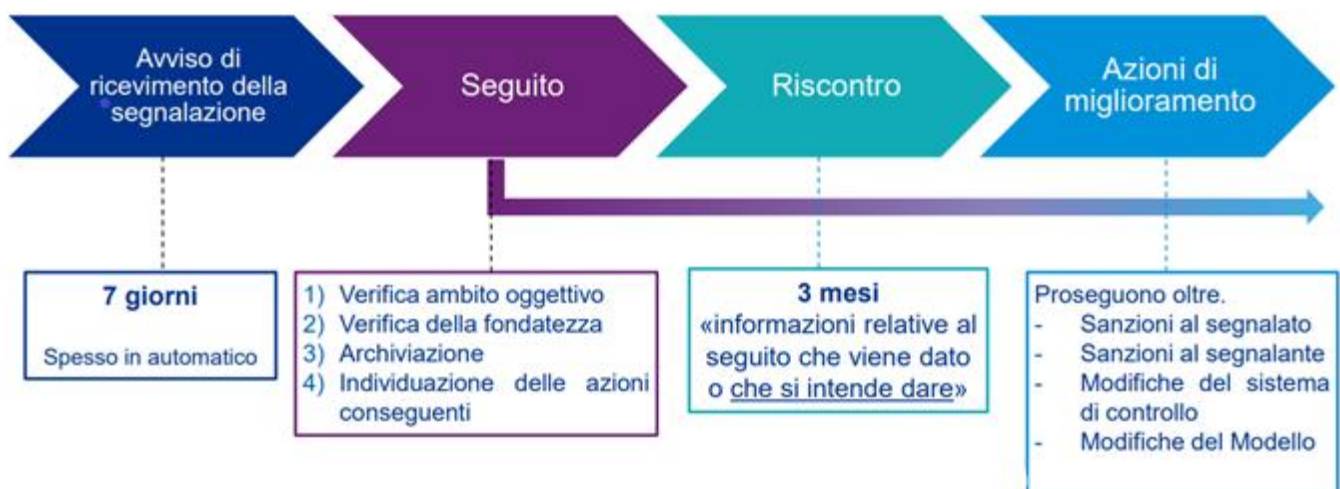 Avviso di
ricevimento della
segnalazione
Seguito
Riscontro
Azioni di
miglioramento
7 giorni
Spesso in automatico
1) Verifica ambito oggettivo
2) Verifica della fondatezza
3) Archiviazione
4) Individuazione delle azioni
conseguenti
3 mesi
«informazioni relative al
seguito che viene dato
o che si intende dare»
Proseguono oltre.
- Sanzioni al segnalato
- Sanzioni al segnalante
- Modifiche del sistema
di controllo
- Modifiche del Modello